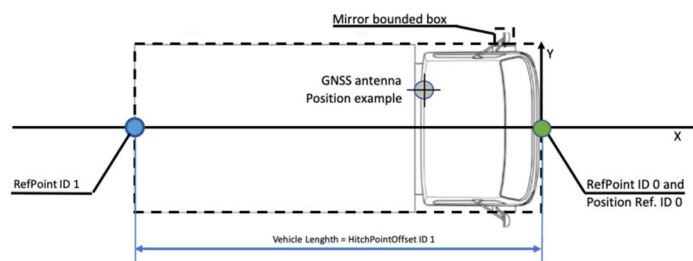 Mirror bounded box
Y
GNSS antenna
Position example
X
RefPoint ID 1
RefPoint ID 0 and
Position Ref. ID 0
Vehicle Lenghth = HitchPointOffset ID 1